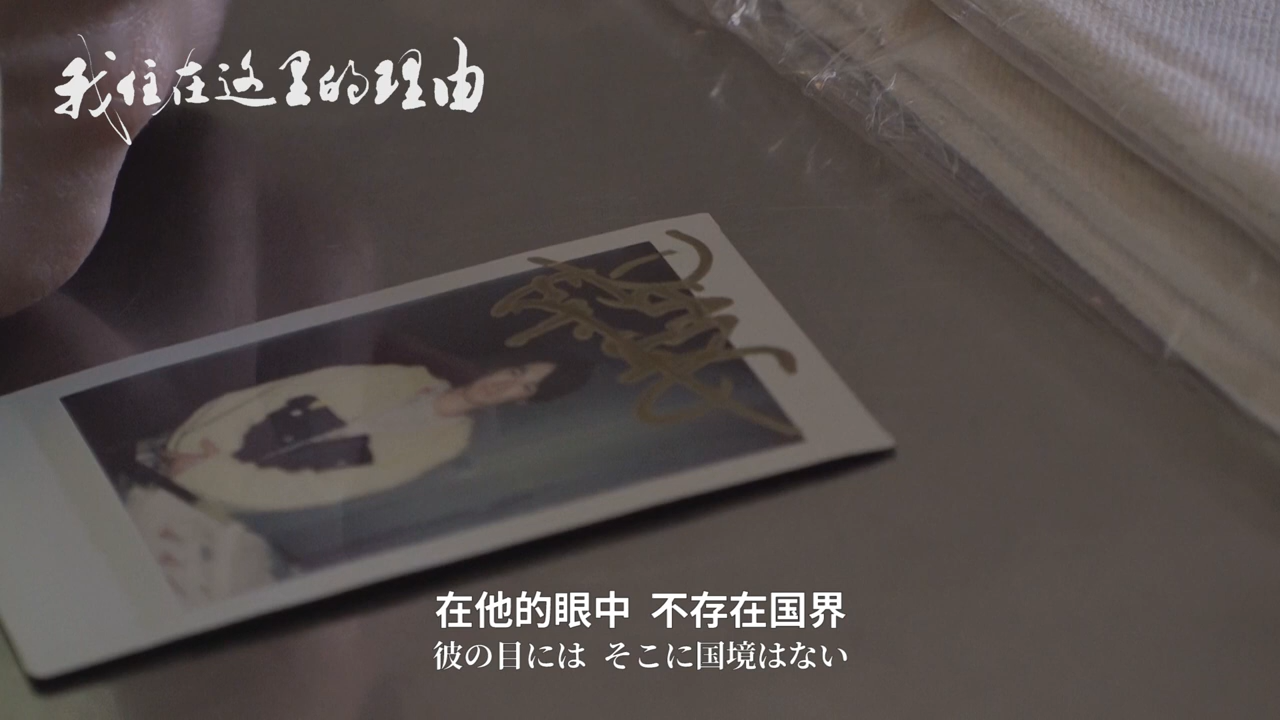 我住在这里的理由
在他的眼中 不存在国界
彼の目には そこに国境はない